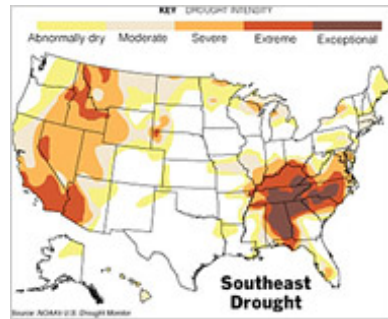 KEY DROUGHT INTENSITY
Abnormally dry Moderate Severe Extreme Exceptional
Southeast
Drought
Source: NOAA's U.S. Drought Monitor